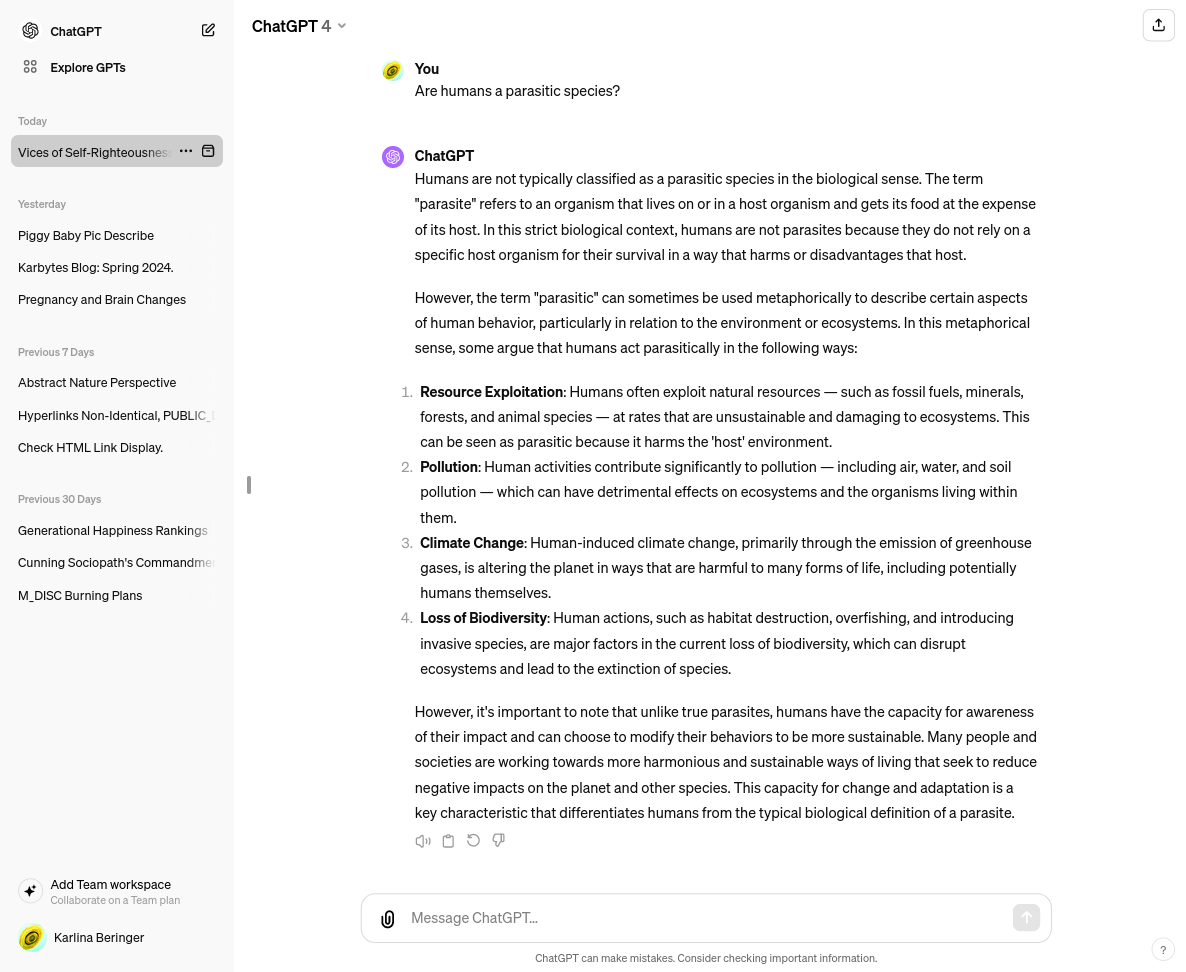 ChatGPT
Explore GPTs
Today
Vices of Self-Righteousness
Yesterday
Piggy Baby Pic Describe
Karbytes Blog: Spring 2024.
Pregnancy and Brain Changes
Previous 7 Days
Abstract Nature Perspective
Hyperlinks Non-Identical, PUBLIC_
Check HTML Link Display.
Previous 30 Days
Generational Happiness Rankings
Cunning Sociopath's Commandme
M_DISC Burning Plans
Add Team workspace
Collaborate on a Team plan
Karlina Beringer
ChatGPT 4
You
Are humans a parasitic species?
ChatGPT
Humans are not typically classified as a parasitic species in the biological sense. The term
"parasite" refers to an organism that lives on or in a host organism and gets its food at the expense
of its host. In this strict biological context, humans are not parasites because they do not rely on a
specific host organism for their survival in a way that harms or disadvantages that host.
However, the term "parasitic" can sometimes be used metaphorically to describe certain aspects
of human behavior, particularly in relation to the environment or ecosystems. In this metaphorical
sense, some argue that humans act parasitically in the following ways:
1. Resource Exploitation: Humans often exploit natural resources — such as fossil fuels, minerals,
forests, and animal species — at rates that are unsustainable and damaging to ecosystems. This
can be seen as parasitic because it harms the 'host' environment.
2. Pollution: Human activities contribute significantly to pollution — including air, water, and soil
pollution — which can have detrimental effects on ecosystems and the organisms living within
them.
3. Climate Change: Human-induced climate change, primarily through the emission of greenhouse
gases, is altering the planet in ways that are harmful to many forms of life, including potentially
humans themselves.
4. Loss of Biodiversity: Human actions, such as habitat destruction, overfishing, and introducing
invasive species, are major factors in the current loss of biodiversity, which can disrupt
ecosystems and lead to the extinction of species.
However, it's important to note that unlike true parasites, humans have the capacity for awareness
of their impact and can choose to modify their behaviors to be more sustainable. Many people and
societies are working towards more harmonious and sustainable ways of living that seek to reduce
negative impacts on the planet and other species. This capacity for change and adaptation is a
key characteristic that differentiates humans from the typical biological definition of a parasite.
Message ChatGPT...
ChatGPT can make mistakes. Consider checking important information.
?